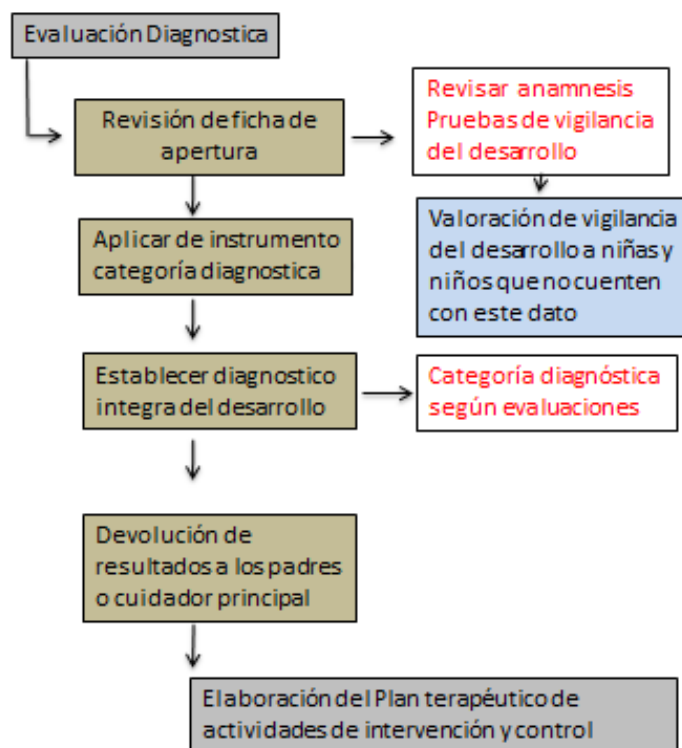 Evaluación Diagnostica
Revisión de ficha de
apertura
Revisar anamnesis
Pruebas de vigilancia
del desarrollo
Aplicar de instrumento
categoría diagnostica
Valoración de vigilancia
del desarrollo a niñas y
niños que no cuenten
con este dato
Establecer diagnostico
integra del desarrollo
Categoría diagnóstica
según evaluaciones
Devolución de
resultados a los padres
o cuidador principal
Elaboración del Plan terapéutico de
actividades de intervención y control